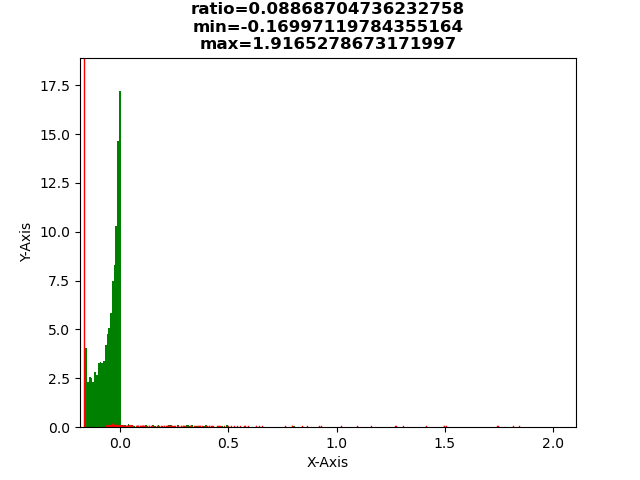 ratio=0.08868704736232758
min=-0.16997119784355164
max=1.9165278673171997
17.5
15.0
12.5
10.0
7.5
5.0
2.5
0.0
Y-Axis
0.0 0.5 1.0 1.5 2.0
X-Axis